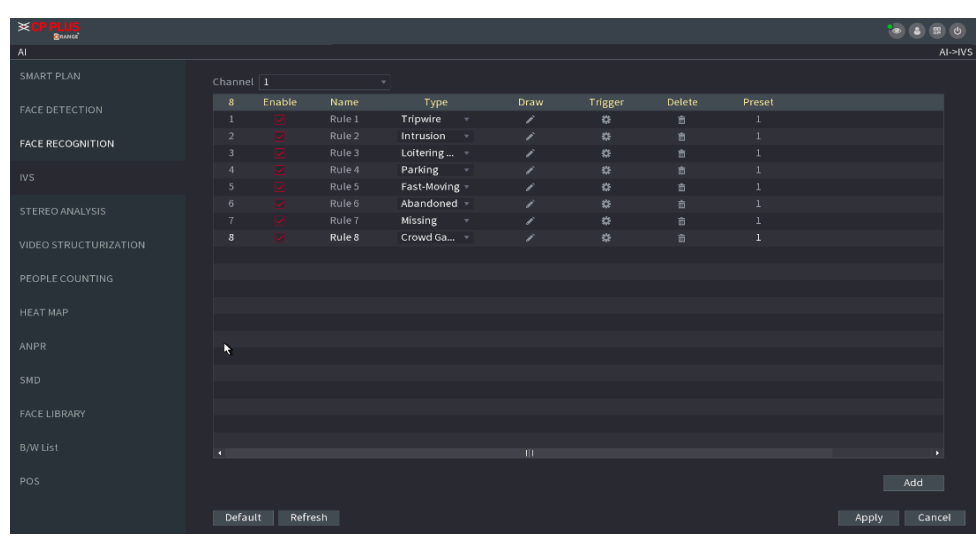 CP PLUS
ORANGE
AI AI->IVS
SMART PLAN
FACE DETECTION
FACE RECOGNITION
IVS
STEREO ANALYSIS
VIDEO STRUCTURIZATION
PEOPLE COUNTING
HEAT MAP
ANPR
SMD
FACE LIBRARY
B/W List
POS
Channel 1
8 Enable Name Type Draw Trigger Delete Preset
1 Rule 1 Tripwire 1
2 Rule 2 Intrusion 1
3 Rule 3 Loitering ... 1
4 Rule 4 Parking 1
5 Rule 5 Fast-Moving 1
6 Rule 6 Abandoned 1
7 Rule 7 Missing 1
8 Rule 8 Crowd Ga... 1
Add
Default Refresh Apply Cancel